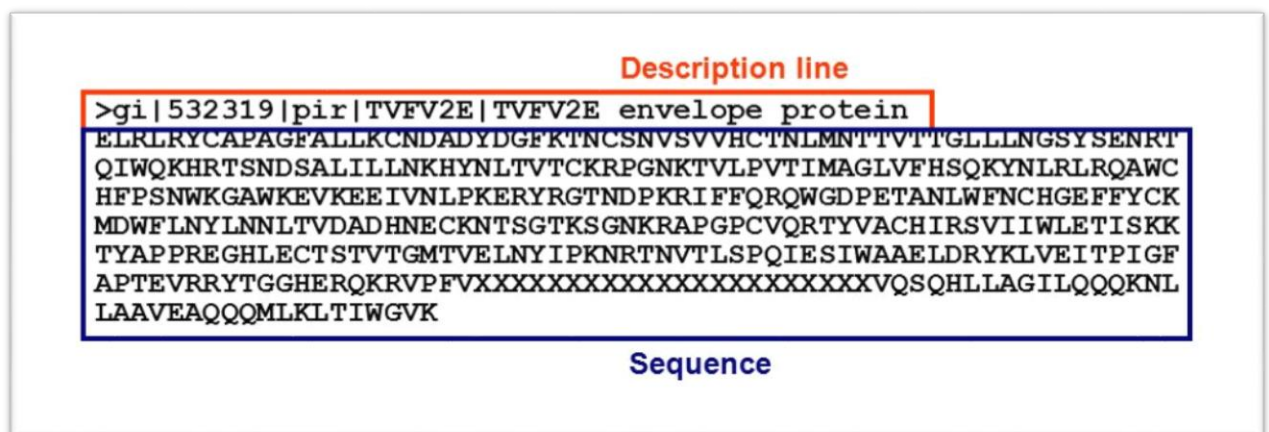 Description line
>gi|532319|pir|TVFV2E|TVFV2E envelope protein
ELRLRYCAPAGFALLKCNDADYDGFKTNCSNVSVVHCTNLMNTTVTTGLLLNGSYSENRT
QIWQKHRTSNDSALILLNKHYNLTVTCKRPGNKTVLPVTIMAGLVFHSQKYNLRLRQAWC
HFPSNWKGAWKEVKEEIVNLPKERYRGTNDPKRIFFQRQWGDPETANLWFNCHGEFFYCK
MDWFLNYLNNLTVDADHNECKNTSGTKSGNKRAPGPCVQRTYVACHIRSVIIWLETISKK
TYAPPREGHLECTSTVTGMTVELNYIPKNRTNVTLSPQIESIWAAELDRYKLVEITPIGF
APTEVRRYTGGHERQKRVPFVXXXXXXXXXXXXXXXXXXXXXXVQSQHLLAGILQQQKNL
LAAVEAQQQMLKLTIWGVK
Sequence